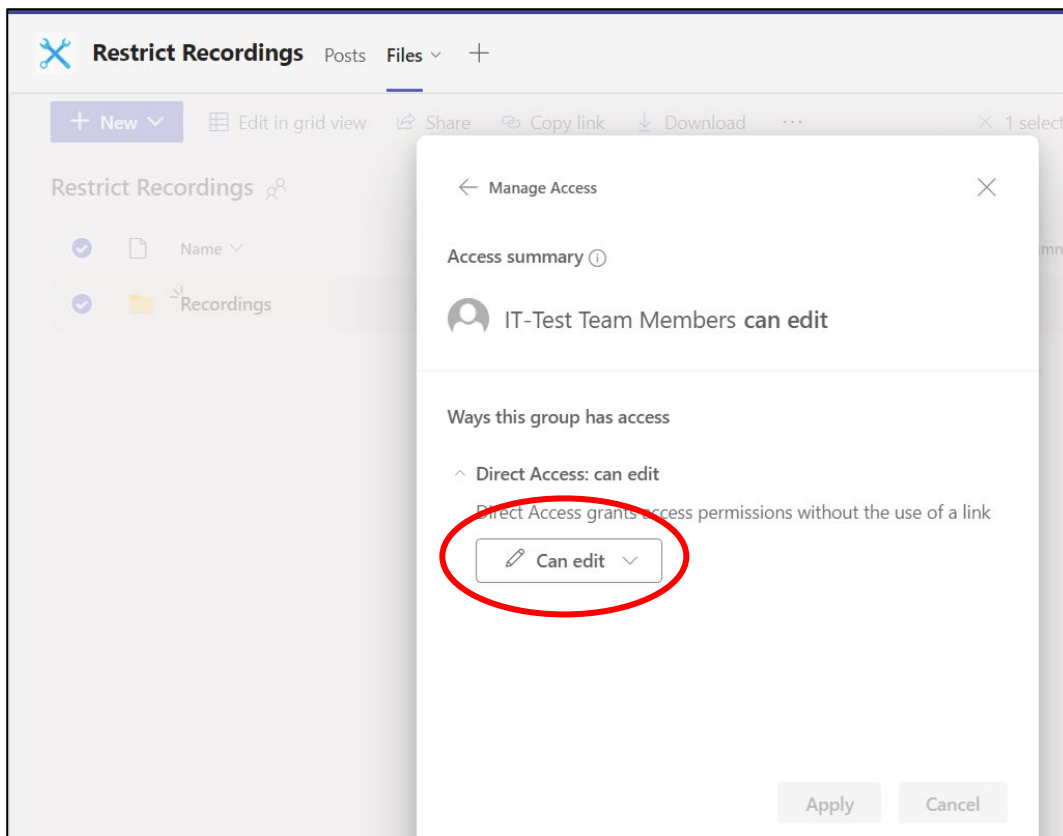 Restrict Recordings Posts Files
New Edit in grid view Share Copy link Download ... 1 select
Manage Access
Restrict Recordings
Access summary
Name
IT-Test Team Members can edit
Recordings
Ways this group has access
Direct Access: can edit
Direct Access grants access permissions without the use of a link
Can edit
Apply Cancel